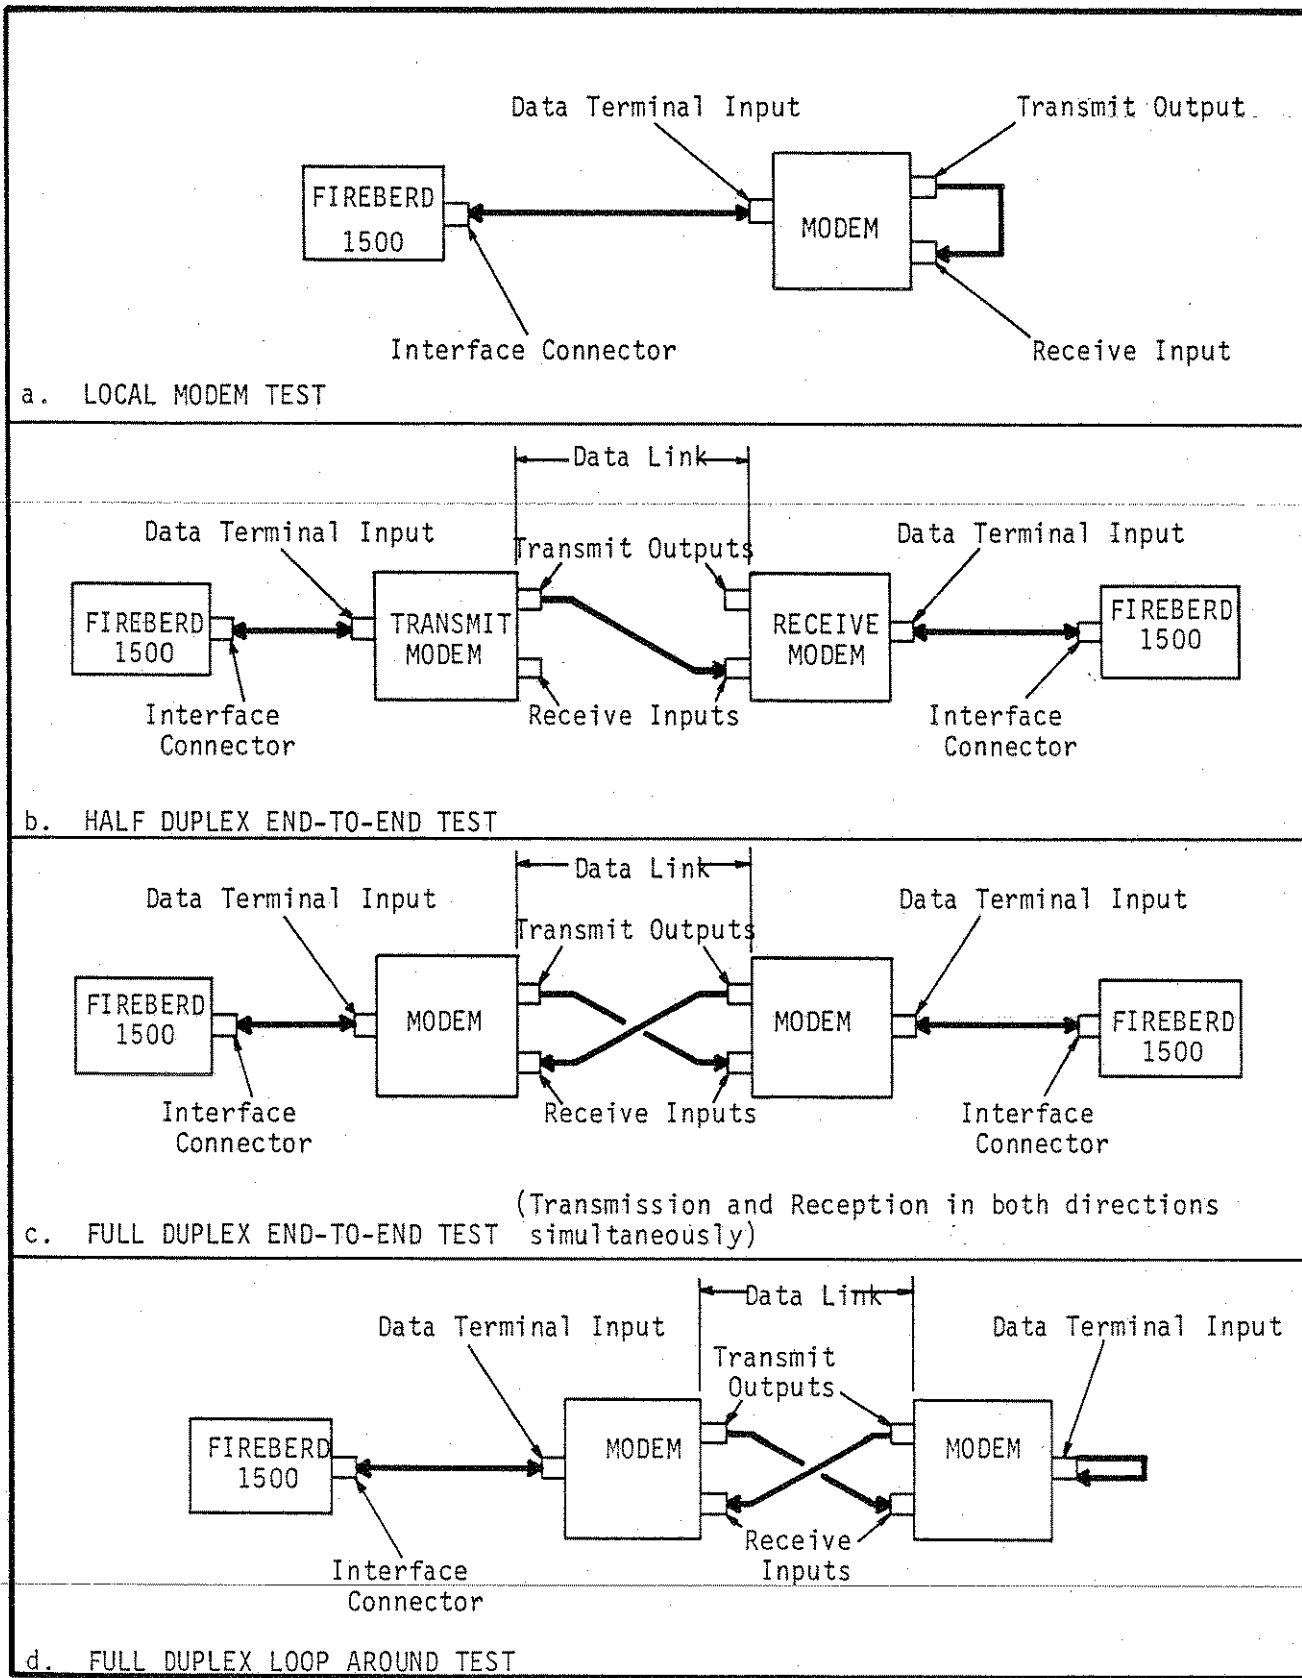 Data Terminal Input
Transmit Output
FIREBERD
1500
MODEM
Interface Connector
Receive Input
a. LOCAL MODEM TEST
Data Link
Data Terminal Input
Transmit Outputs
Data Terminal Input
FIREBERD
1500
TRANSMIT
MODEM
RECEIVE
MODEM
FIREBERD
1500
Interface
Connector
Receive Inputs
Interface
Connector
b. HALF DUPLEX END-TO-END TEST
Data Link
Data Terminal Input
Transmit Outputs
Data Terminal Input
FIREBERD
1500
MODEM
MODEM
FIREBERD
1500
Interface
Connector
Receive Inputs
Interface
Connector
c. FULL DUPLEX END-TO-END TEST
(Transmission and Reception in both directions
simultaneously)
Data Link
Data Terminal Input
Transmit
Outputs
Data Terminal Input
FIREBERD
1500
MODEM
MODEM
Interface
Connector
Receive
Inputs
d. FULL DUPLEX LOOP AROUND TEST